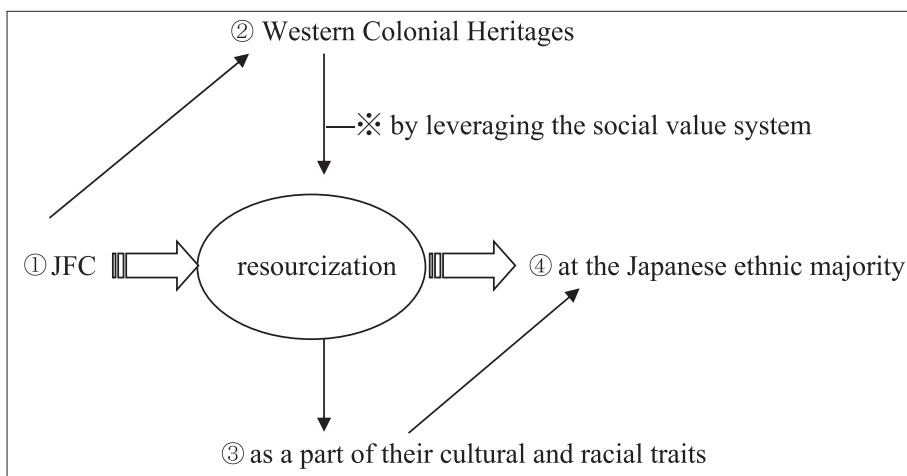 ② Western Colonial Heritages
※ by leveraging the social value system
① JFC
resourcization
④ at the Japanese ethnic majority
③ as a part of their cultural and racial traits